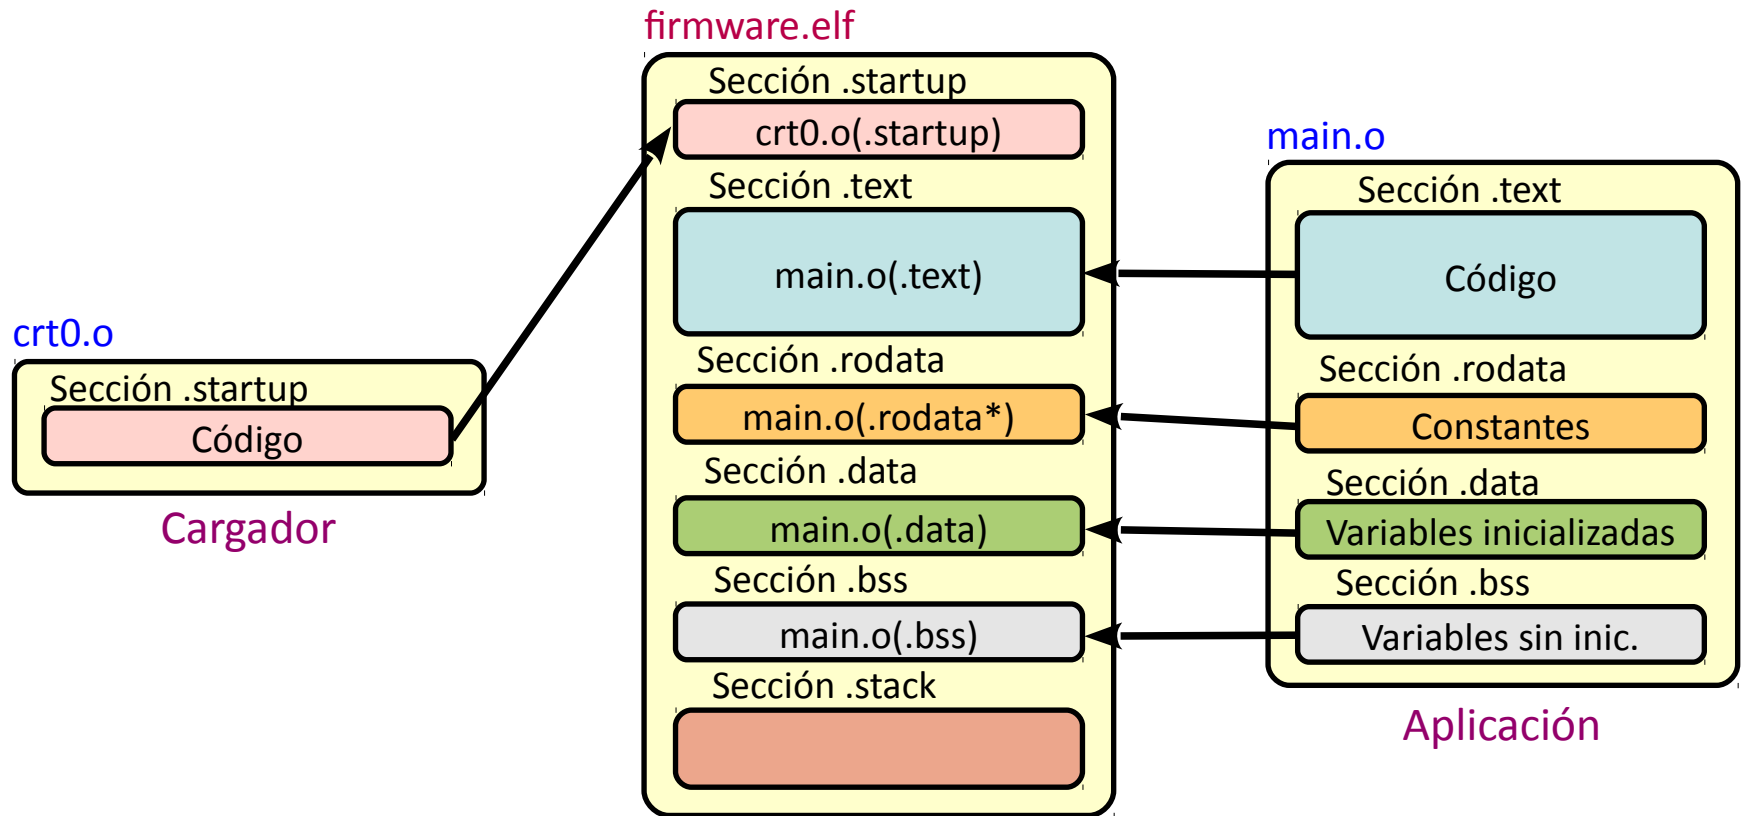 crt0.o
Sección .startup
Código
Cargador
firmware.elf
Sección .startup
crt0.o(.startup)
Sección .text
main.o(.text)
Sección .rodata
main.o(.rodata*)
Sección .data
main.o(.data)
Sección .bss
main.o(.bss)
Sección .stack
main.o
Sección .text
Código
Sección .rodata
Constantes
Sección .data
Variables inicializadas
Sección .bss
Variables sin inic.
Aplicación